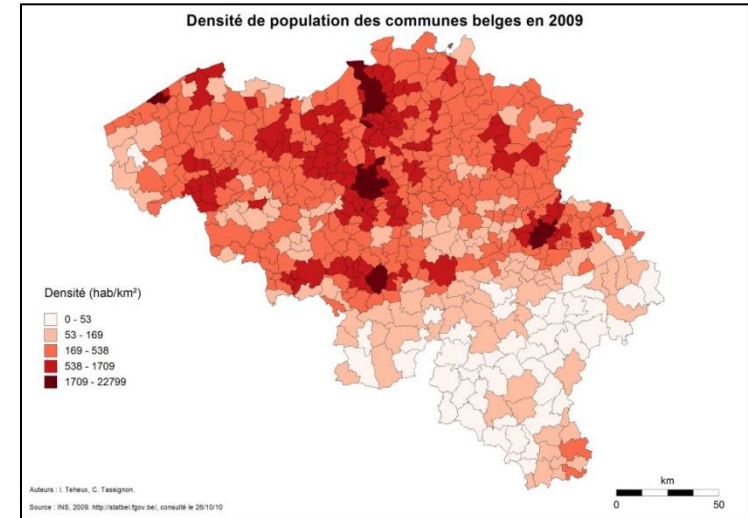 Densité de population des communes belges en 2009
Densité (hab/km²)
0 - 53
53 - 169
169 - 538
538 - 1709
1709 - 22799
Auteurs : I. Teheux, C. Tassignon.
Source : INS, 2009. http://statbel.fgov.be/, consulté le 26/10/10
km
0 50